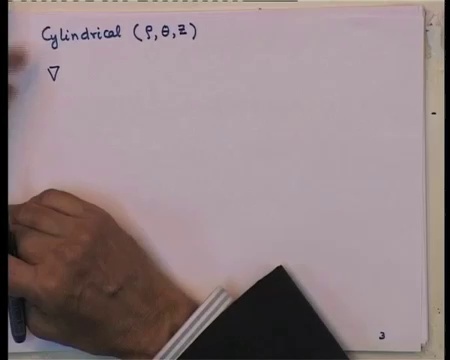 Cylindrical (ρ, θ, Z)
∇
3